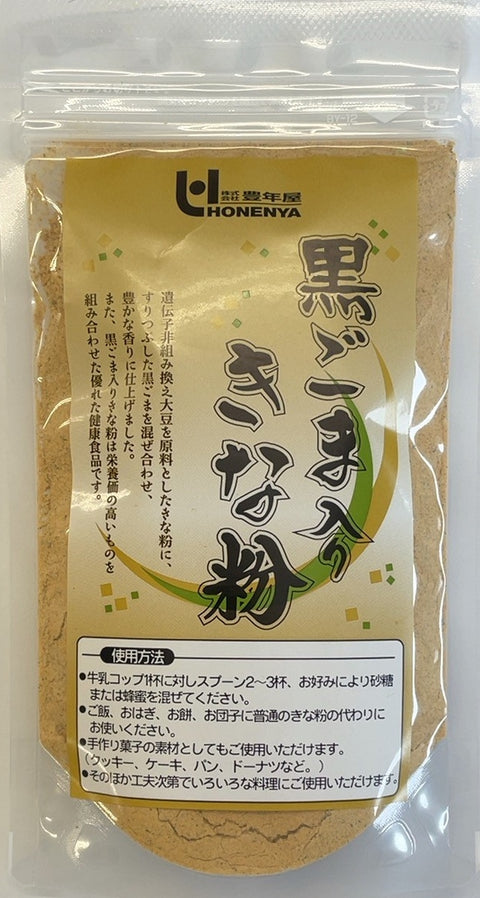 株式会社 豊年屋
HONENYA
黒ごま入り
きな粉
遺伝子非組み換え大豆を原料としたきな粉に、
すりつぶした黒ごまを混ぜ合わせ、
豊かな香りに仕上げました。
また、黒ごま入りきな粉は栄養価の高いものを
組み合わせた優れた健康食品です。
使用方法
●牛乳コップ1杯に対しスプーン2〜3杯、お好みにより砂糖
または蜂蜜を混ぜてください。
●ご飯、おはぎ、お餅、お団子に普通のきな粉の代わりに
お使いください。
●手作り菓子の素材としてもご使用いただけます。
(クッキー、ケーキ、パン、ドーナツなど。)
●そのほか工夫次第でいろいろな料理にご使用いただけます。